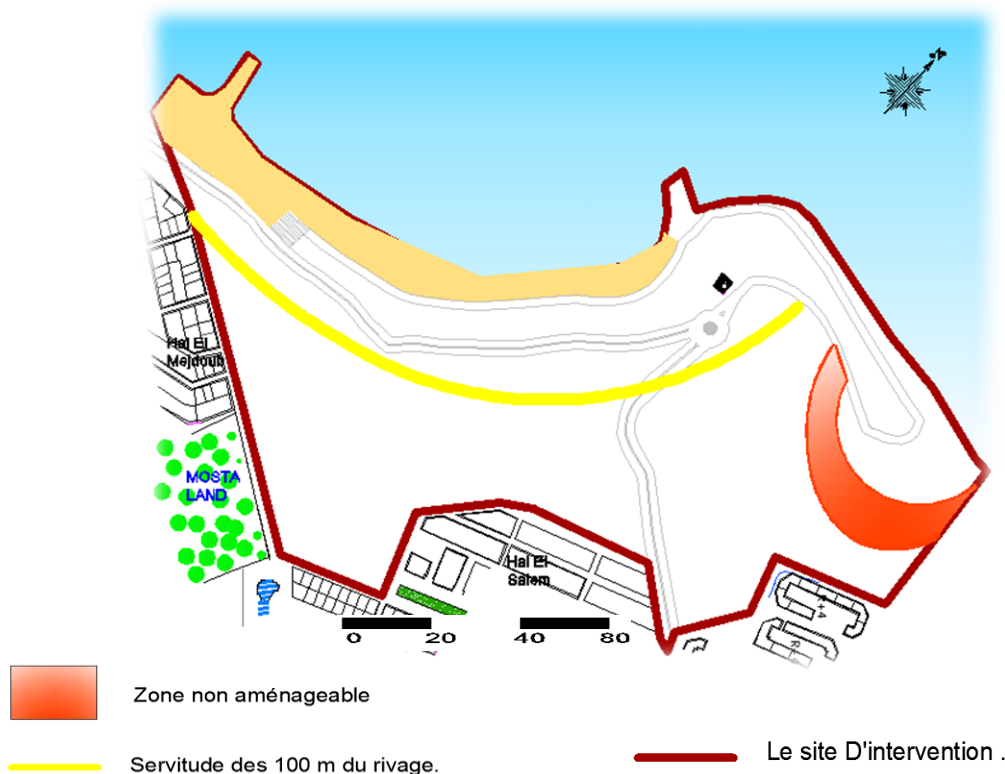 N
Hai El
Mejdoub
MOSTA
LAND
Hai El
Salem
R+4
0 20 40 80
Zone non aménageable
Servitude des 100 m du rivage.
Le site D'intervention .